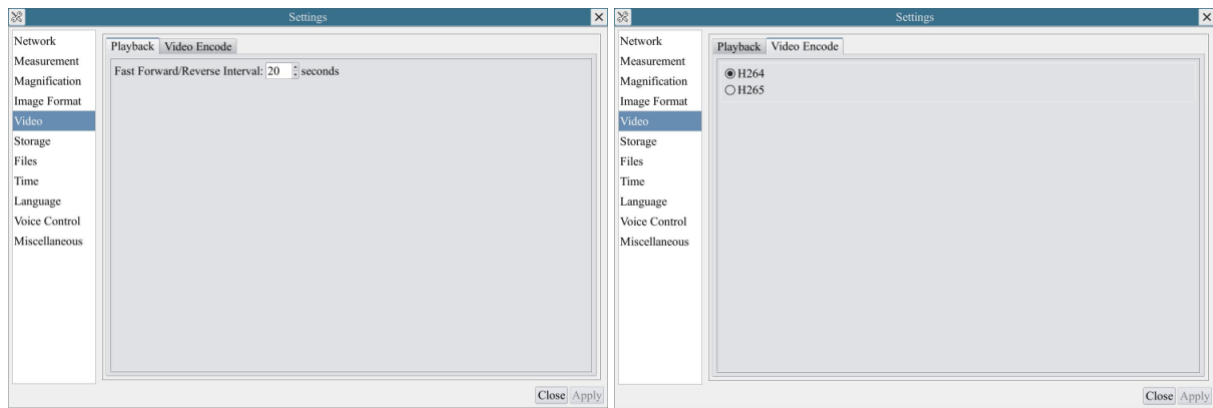 Settings
Network
Measurement
Magnification
Image Format
Video
Storage
Files
Time
Language
Voice Control
Miscellaneous
Playback Video Encode
Fast Forward/Reverse Interval: 20 seconds
Close Apply
Settings
Network
Measurement
Magnification
Image Format
Video
Storage
Files
Time
Language
Voice Control
Miscellaneous
Playback Video Encode
H264
H265
Close Apply